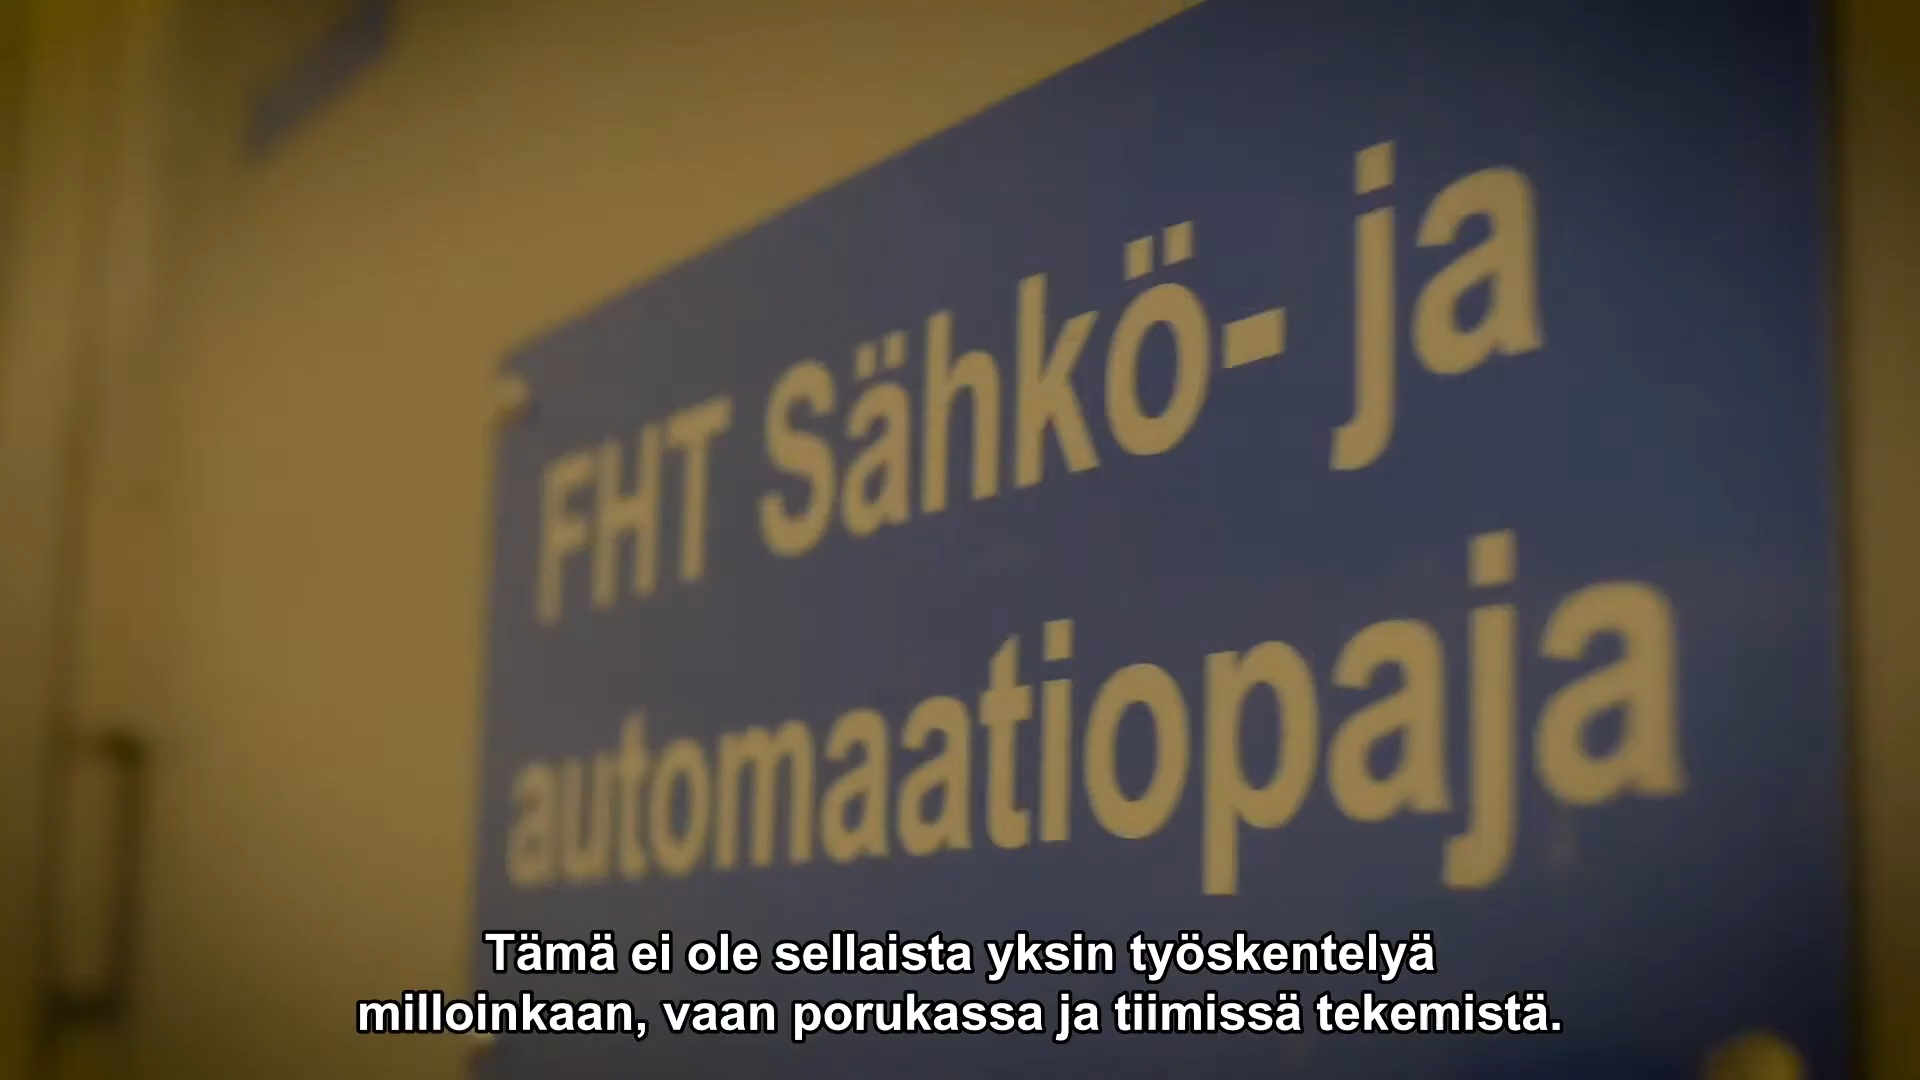 FHT Sähkö- ja
automaatiopaja
Tämä ei ole sellaista yksin työskentelyä
milloinkaan, vaan porukassa ja tiimissä tekemistä.